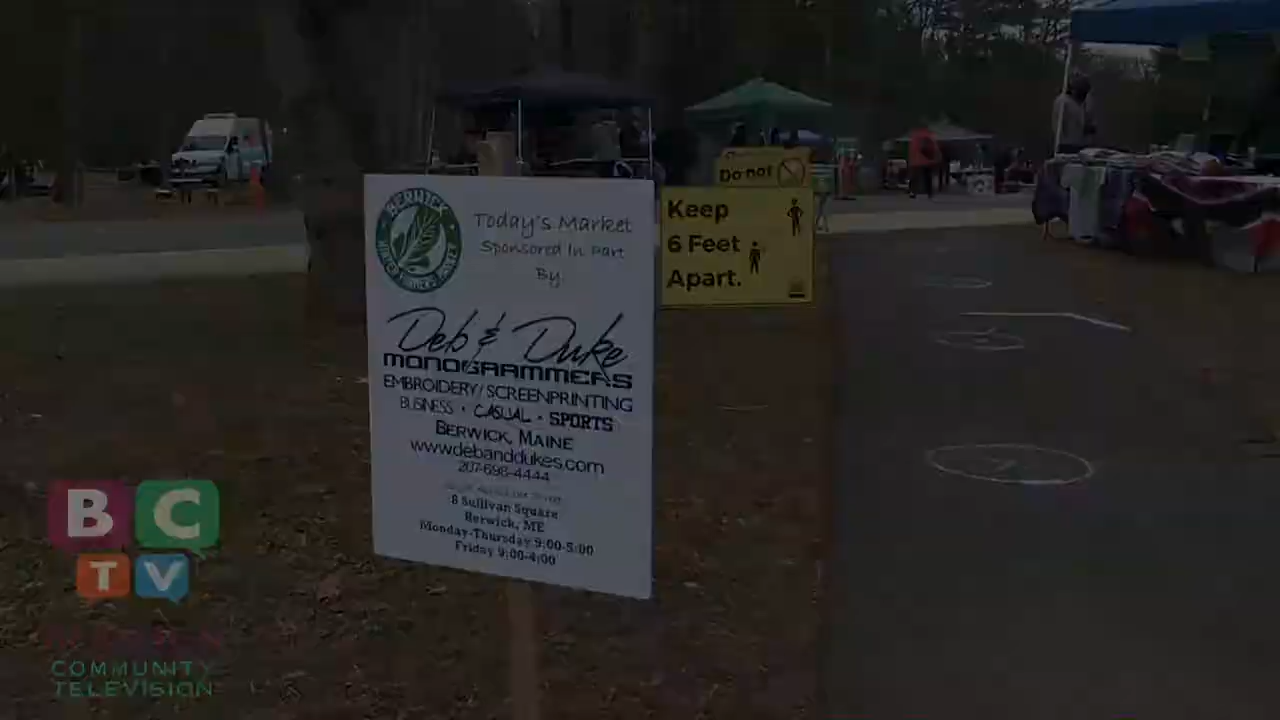 BERWICK
Today's Market
Sponsored In Part
By
Deb & Duke
MONOGRAMMERS
EMBROIDERY/SCREENPRINTING
BUSINESS • CASUAL • SPORTS
BERWICK, MAINE
www.debanddukes.com
207-698-4444
8 Sullivan Square
Berwick, ME
Monday-Thursday 9:00-5:00
Friday 9:00-4:00
Do not
Keep
6 Feet
Apart.
B C
T V
COMMUNITY
TELEVISION